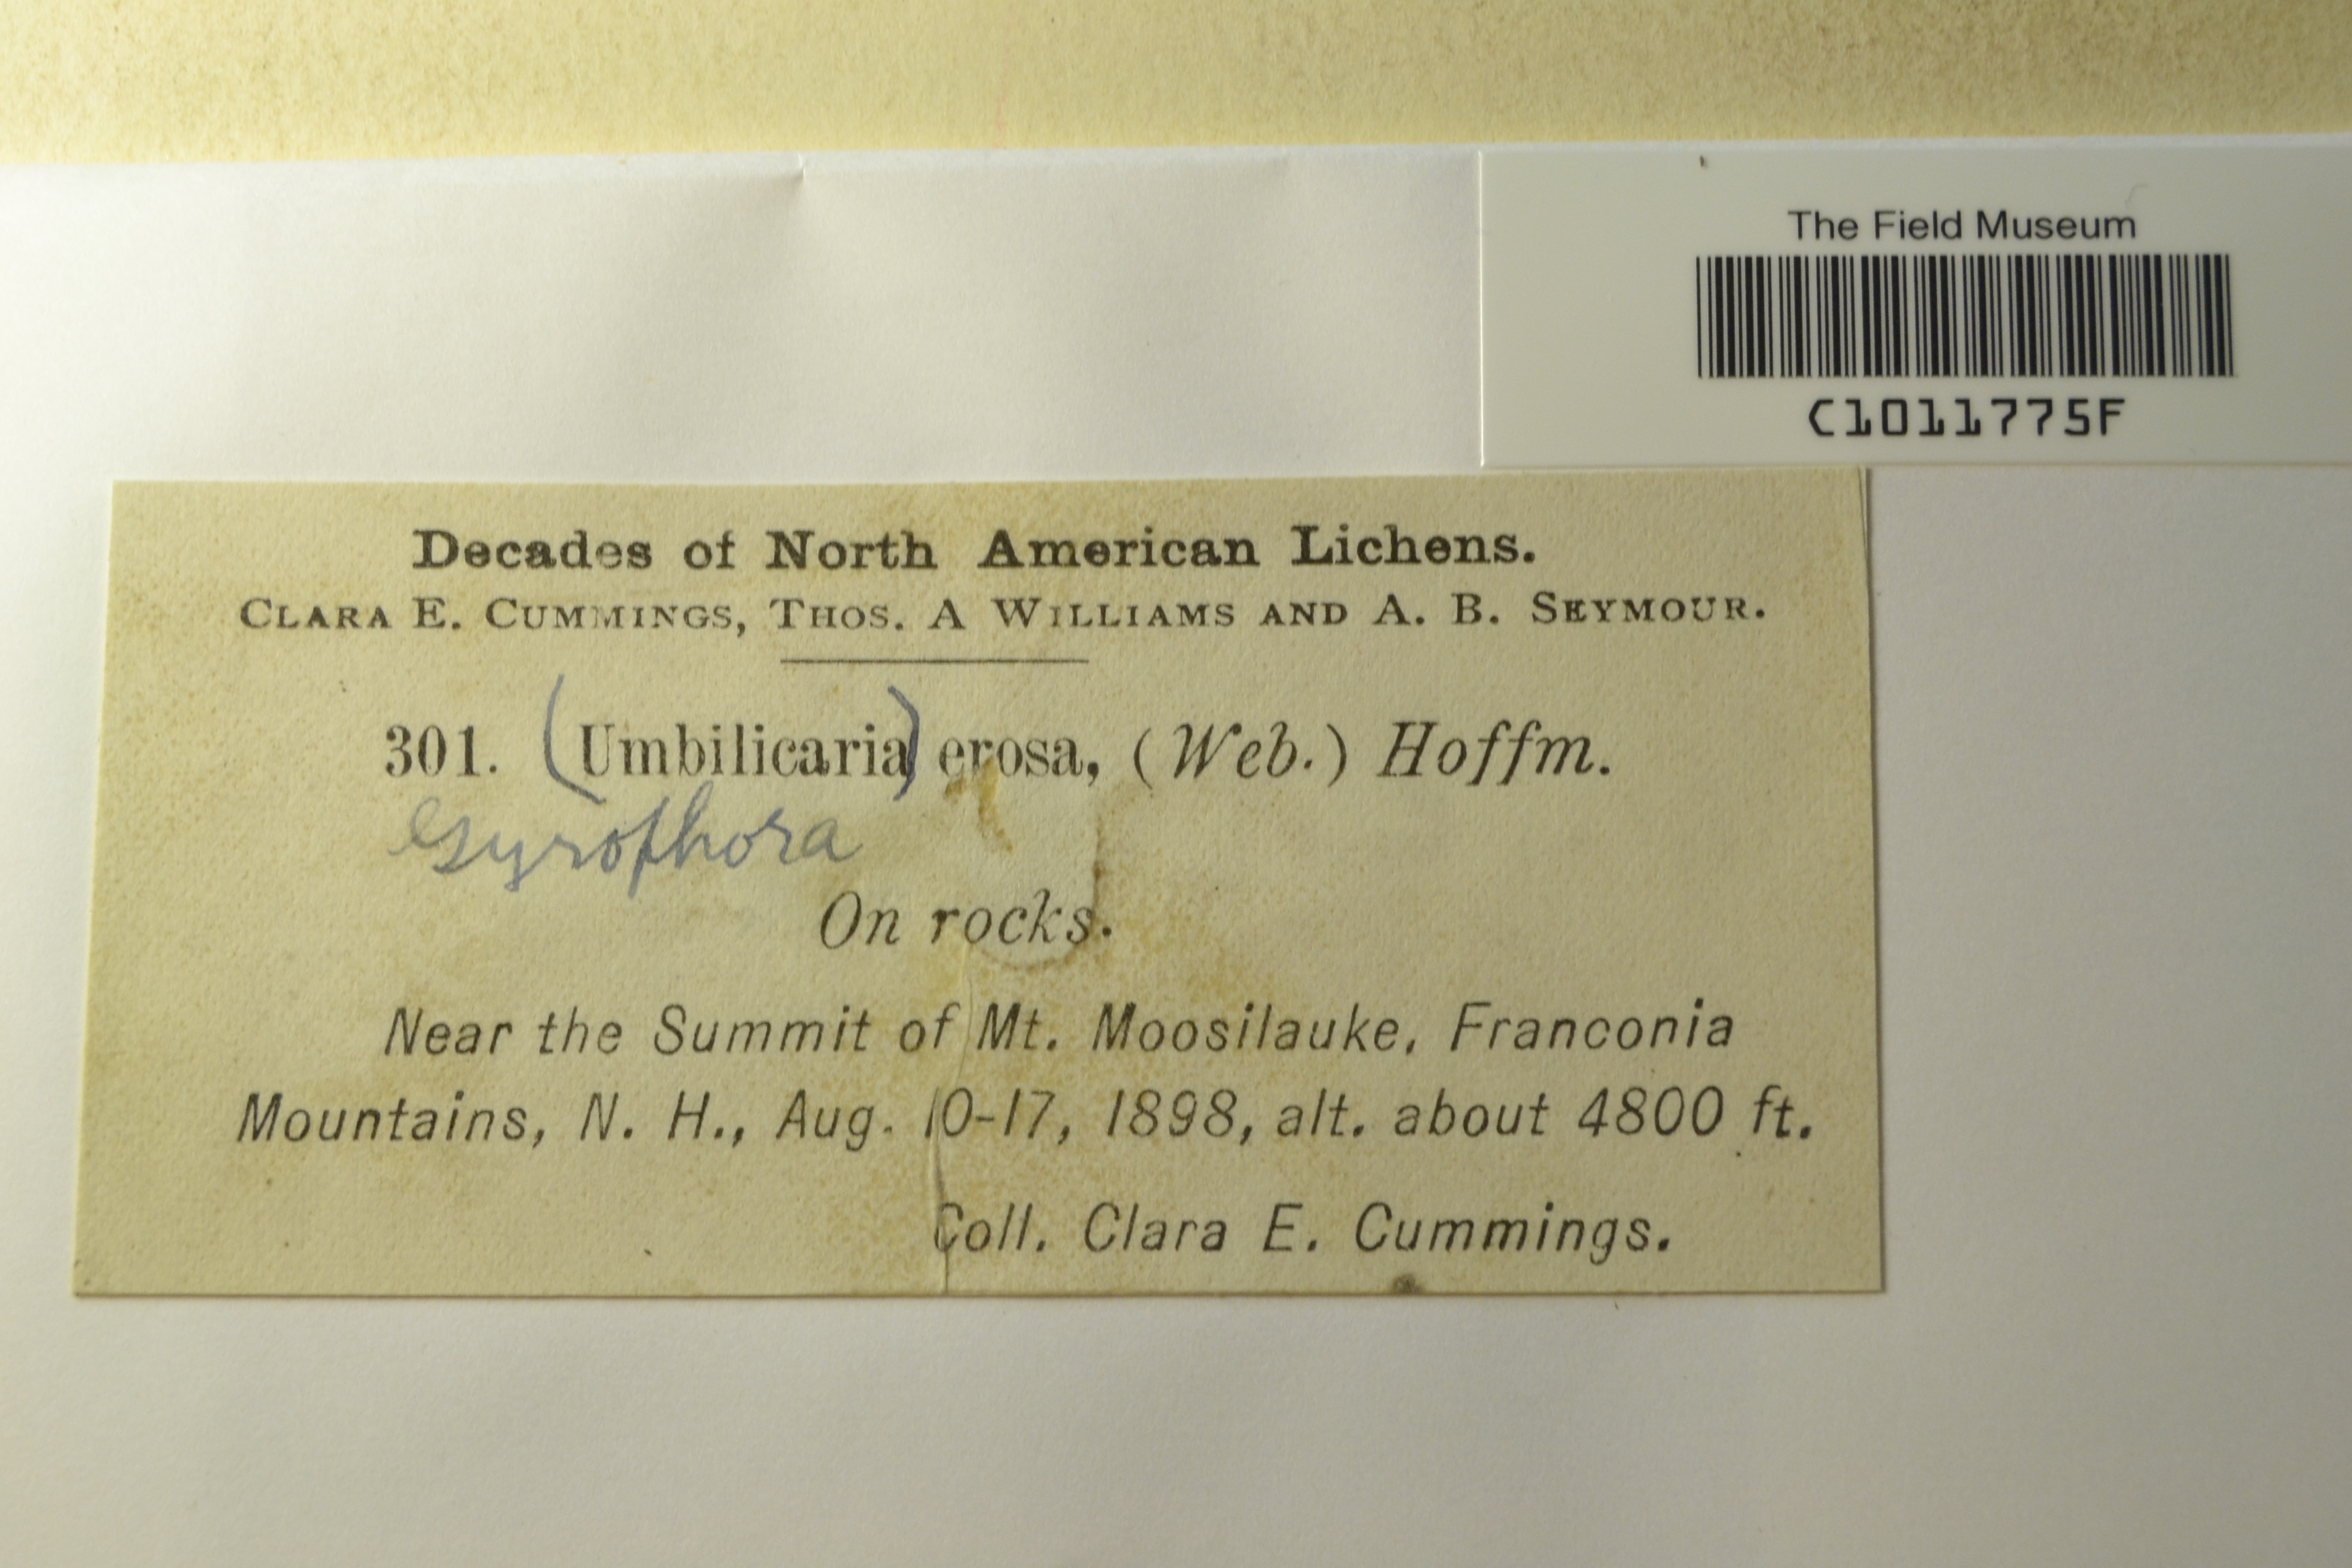 The Field Museum
C1011775F
Decades of North American Lichens.
CLARA E. CUMMINGS, THOS. A WILLIAMS AND A. B. SEYMOUR.
301. (Umbilicaria) erosa, (Web.) Hoffm.
Gyrophora
On rocks.
Near the Summit of Mt. Moosilauke, Franconia
Mountains, N. H., Aug. 10-17, 1898, alt. about 4800 ft.
Coll. Clara E. Cummings.